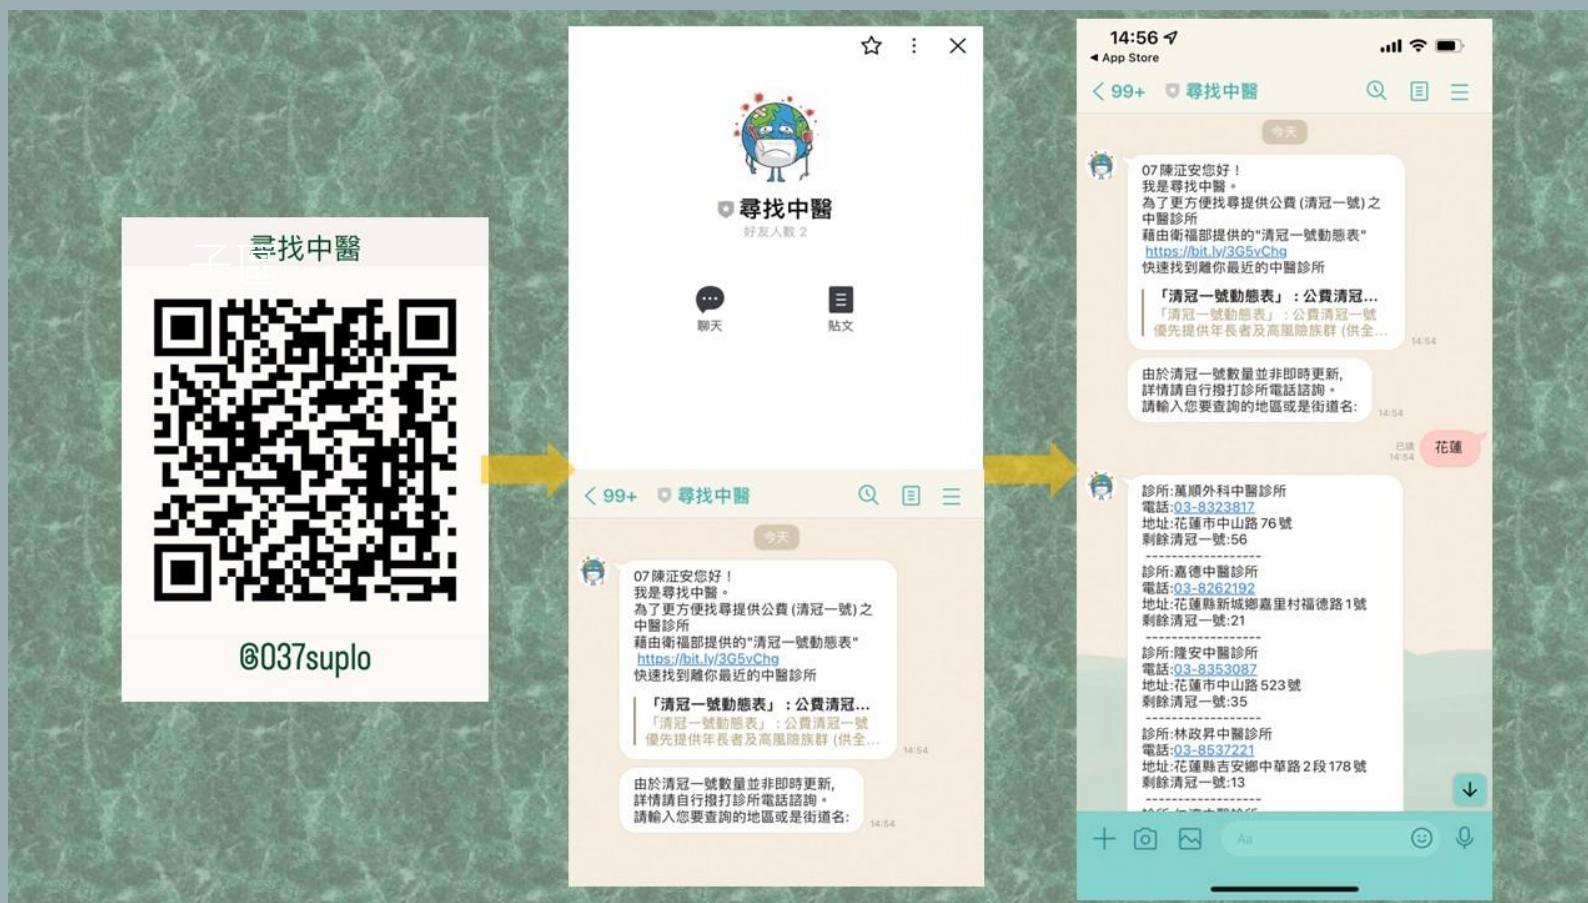 尋找中醫
@037suplo
尋找中醫
好友人數 2
聊天
貼文
99+ 尋找中醫
今天
07陳泟安您好！
我是尋找中醫。
為了更方便找尋提供公費(清冠一號)之
中醫診所
藉由衛福部提供的"清冠一號動態表"
https://bit.ly/3G5vChg
快速找到離你最近的中醫診所
「清冠一號動態表」：公費清冠...
「清冠一號動態表」：公費清冠一號
優先提供年長者及高風險族群 (供全...
14:54
由於清冠一號數量並非即時更新,
詳情請自行撥打診所電話諮詢。
請輸入您要查詢的地區或是街道名:
14:54
14:56
App Store
99+ 尋找中醫
今天
07陳泟安您好！
我是尋找中醫。
為了更方便找尋提供公費(清冠一號)之
中醫診所
藉由衛福部提供的"清冠一號動態表"
https://bit.ly/3G5vChg
快速找到離你最近的中醫診所
「清冠一號動態表」：公費清冠...
「清冠一號動態表」：公費清冠一號
優先提供年長者及高風險族群 (供全...
14:54
由於清冠一號數量並非即時更新,
詳情請自行撥打診所電話諮詢。
請輸入您要查詢的地區或是街道名:
14:54
已讀
14:54
花蓮
診所:萬順外科中醫診所
電話:03-8323817
地址:花蓮市中山路76號
剩餘清冠一號:56
------------------
診所:嘉德中醫診所
電話:03-8262192
地址:花蓮縣新城鄉嘉里村福德路1號
剩餘清冠一號:21
------------------
診所:隆安中醫診所
電話:03-8353087
地址:花蓮市中山路523號
剩餘清冠一號:35
------------------
診所:林政昇中醫診所
電話:03-8537221
地址:花蓮縣吉安鄉中華路2段178號
剩餘清冠一號:13
------------------
Aa